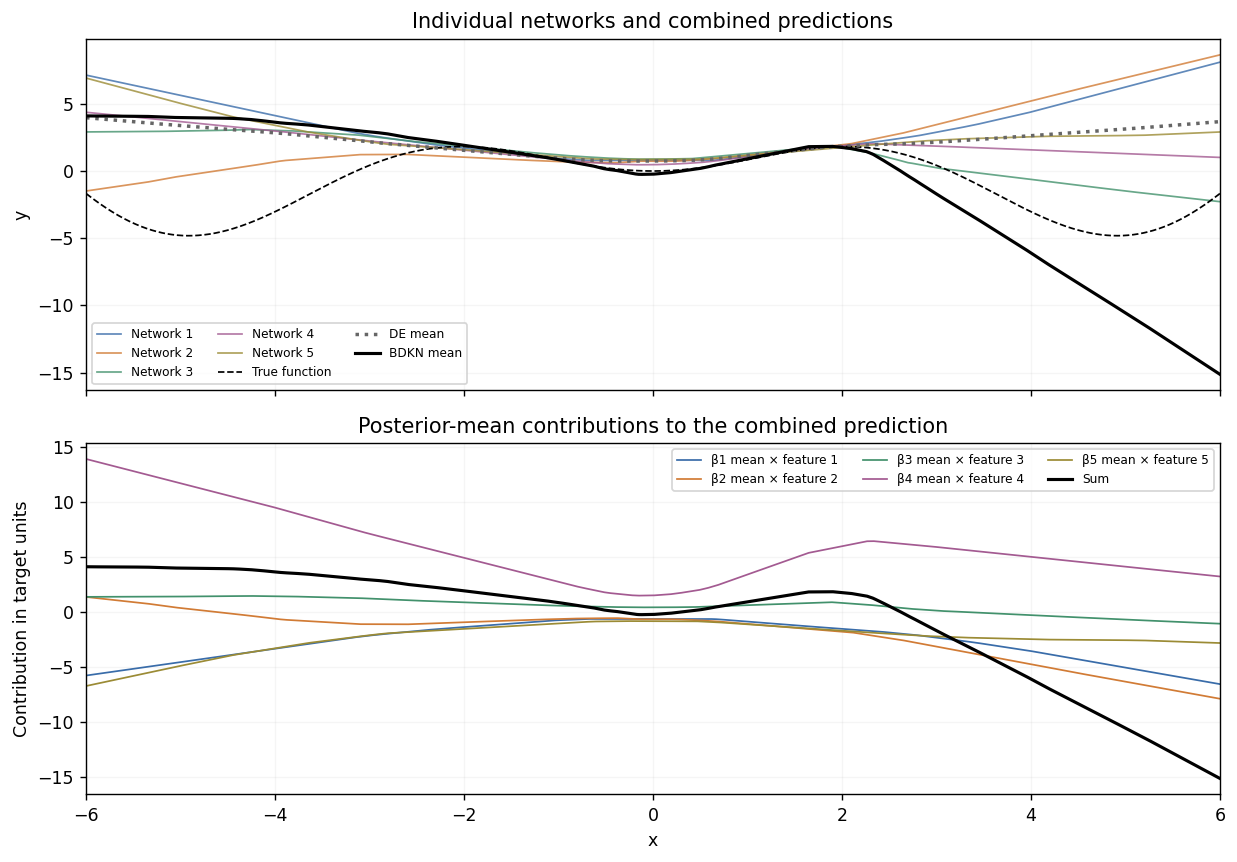 Individual networks and combined predictions
5
0
−5
−10
−15
y
Network 1
Network 2
Network 3
Network 4
Network 5
True function
DE mean
BDKN mean
Posterior-mean contributions to the combined prediction
15
10
5
0
−5
−10
−15
Contribution in target units
β1 mean × feature 1
β2 mean × feature 2
β3 mean × feature 3
β4 mean × feature 4
β5 mean × feature 5
Sum
−6 −4 −2 0 2 4 6
x